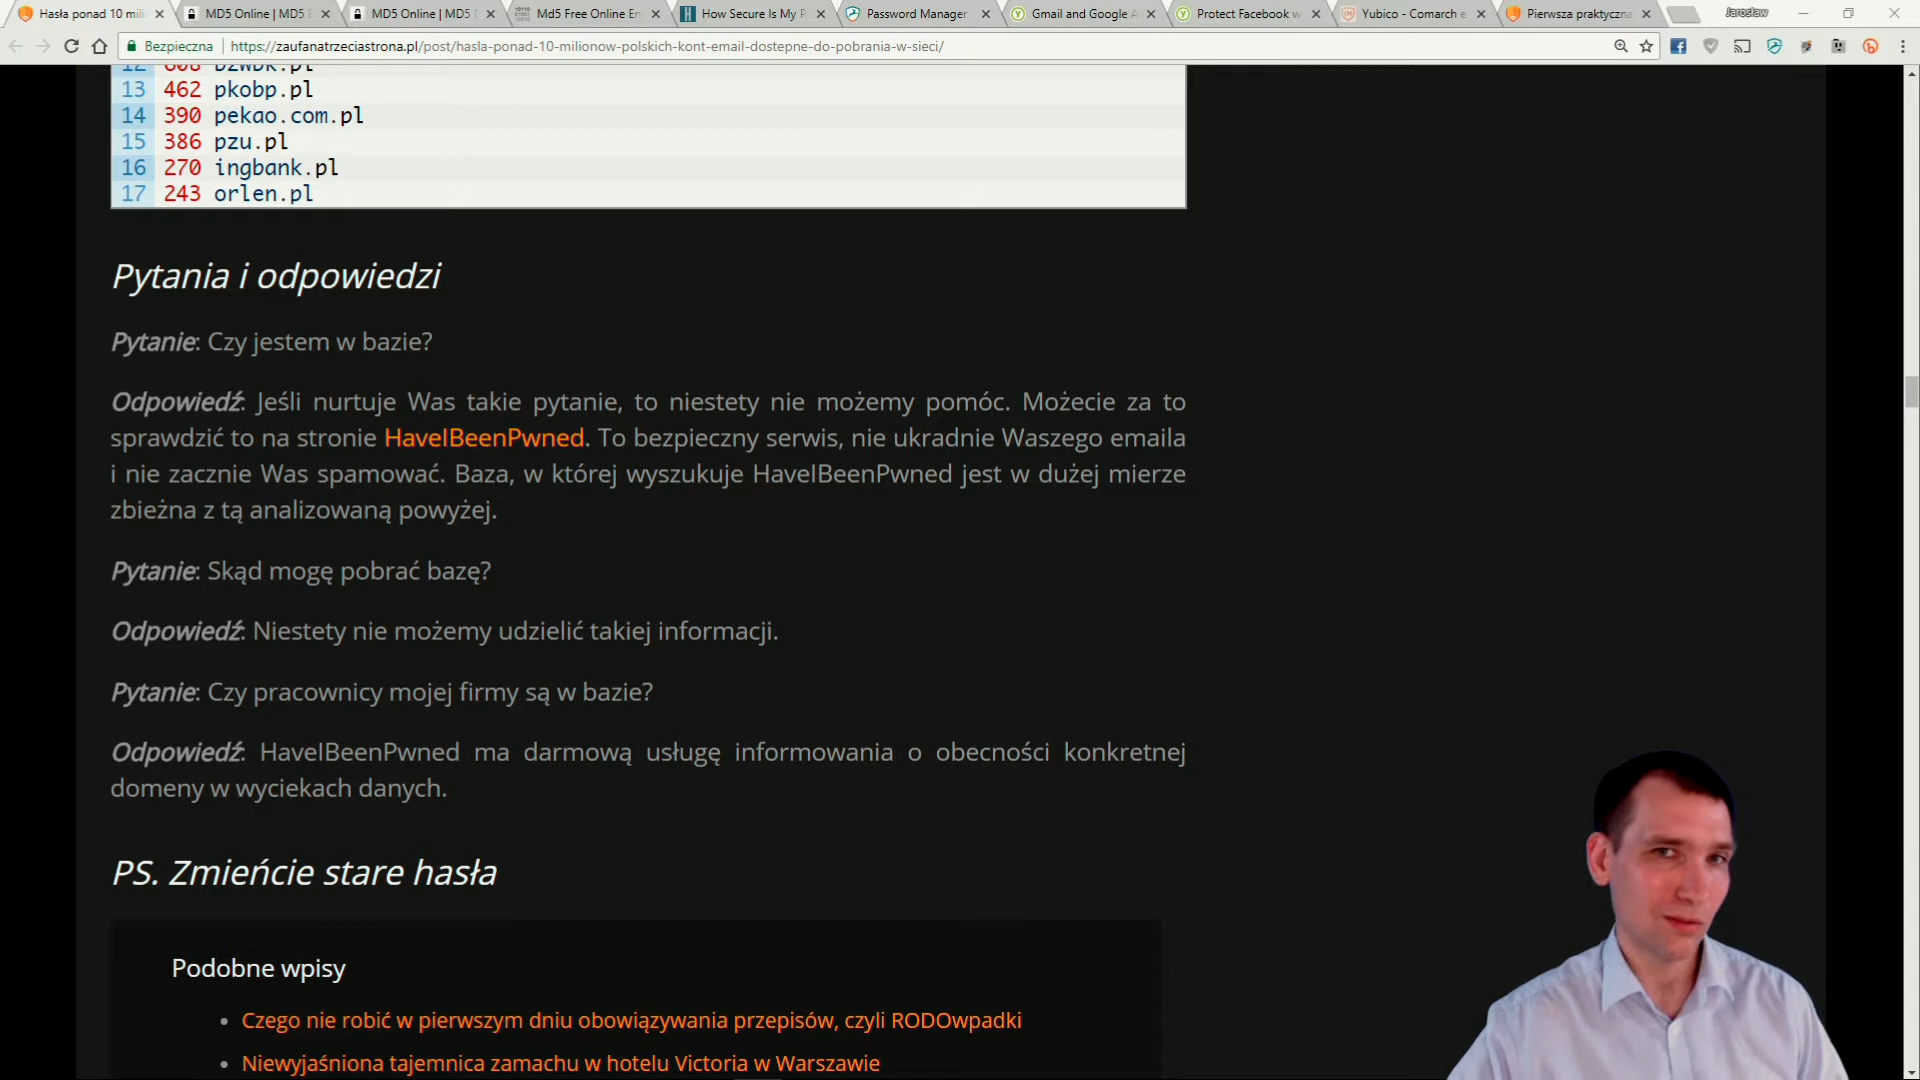 Hasła ponad 10 mili
MD5 Online | MD5 E
MD5 Online | MD5 D
Md5 Free Online En
How Secure Is My P
Password Manager
Gmail and Google A
Protect Facebook w
Yubico - Comarch e
Pierwsza praktyczna
Jarosław
Bezpieczna https://zaufanatrzeciastrona.pl/post/hasla-ponad-10-milionow-polskich-kont-email-dostepne-do-pobrania-w-sieci/
12 608 bzwbk.pl
13 462 pkobp.pl
14 390 pekao.com.pl
15 386 pzu.pl
16 270 ingbank.pl
17 243 orlen.pl
Pytania i odpowiedzi
Pytanie: Czy jestem w bazie?
Odpowiedź: Jeśli nurtuje Was takie pytanie, to niestety nie możemy pomóc. Możecie za to
sprawdzić to na stronie HaveIBeenPwned. To bezpieczny serwis, nie ukradnie Waszego emaila
i nie zacznie Was spamować. Baza, w której wyszukuje HaveIBeenPwned jest w dużej mierze
zbieżna z tą analizowaną powyżej.
Pytanie: Skąd mogę pobrać bazę?
Odpowiedź: Niestety nie możemy udzielić takiej informacji.
Pytanie: Czy pracownicy mojej firmy są w bazie?
Odpowiedź: HaveIBeenPwned ma darmową usługę informowania o obecności konkretnej
domeny w wyciekach danych.
PS. Zmieńcie stare hasła
Podobne wpisy
Czego nie robić w pierwszym dniu obowiązywania przepisów, czyli RODOwpadki
Niewyjaśniona tajemnica zamachu w hotelu Victoria w Warszawie